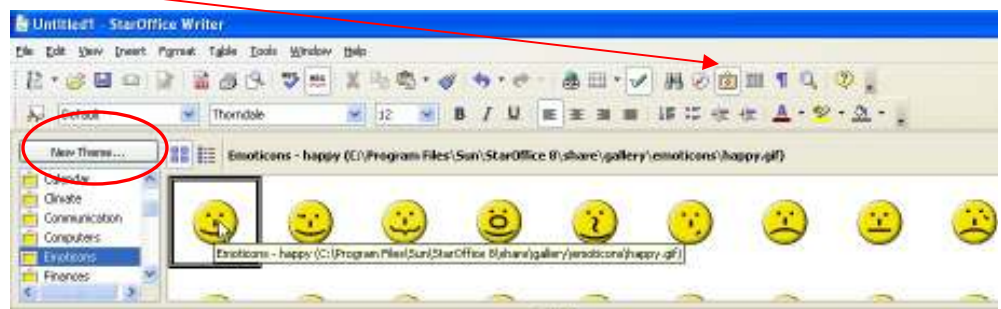 Untitled1 - StarOffice Writer
File Edit View Insert Format Table Tools Window Help
Default Thorndale 12 B I U
New Theme... Emoticons - happy (C:\Program Files\Sun\StarOffice 8\share\gallery\emoticons\happy.gif)
Calendar
Climate
Communication
Computers
Emoticons
Finances
Emoticons - happy (C:\Program Files\Sun\StarOffice 8\share\gallery\emoticons\happy.gif)